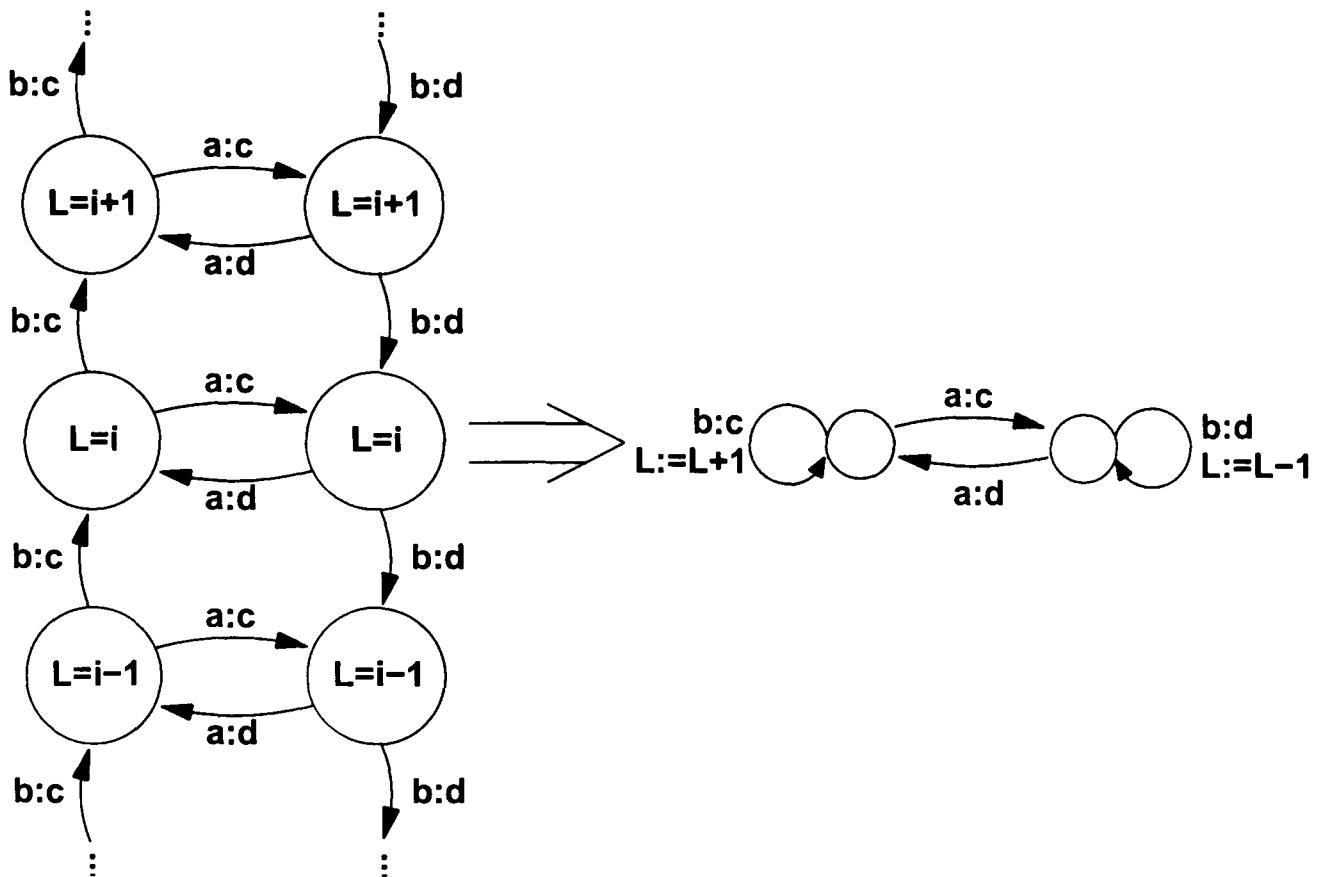 ...
...
b:c
b:d
a:c
L=i+1
L=i+1
a:d
b:c
b:d
a:c
L=i
L=i
a:d
b:c
b:d
a:c
L=i−1
L=i−1
a:d
b:c
b:d
...
...
b:c
L:=L+1
a:c
a:d
b:d
L:=L−1